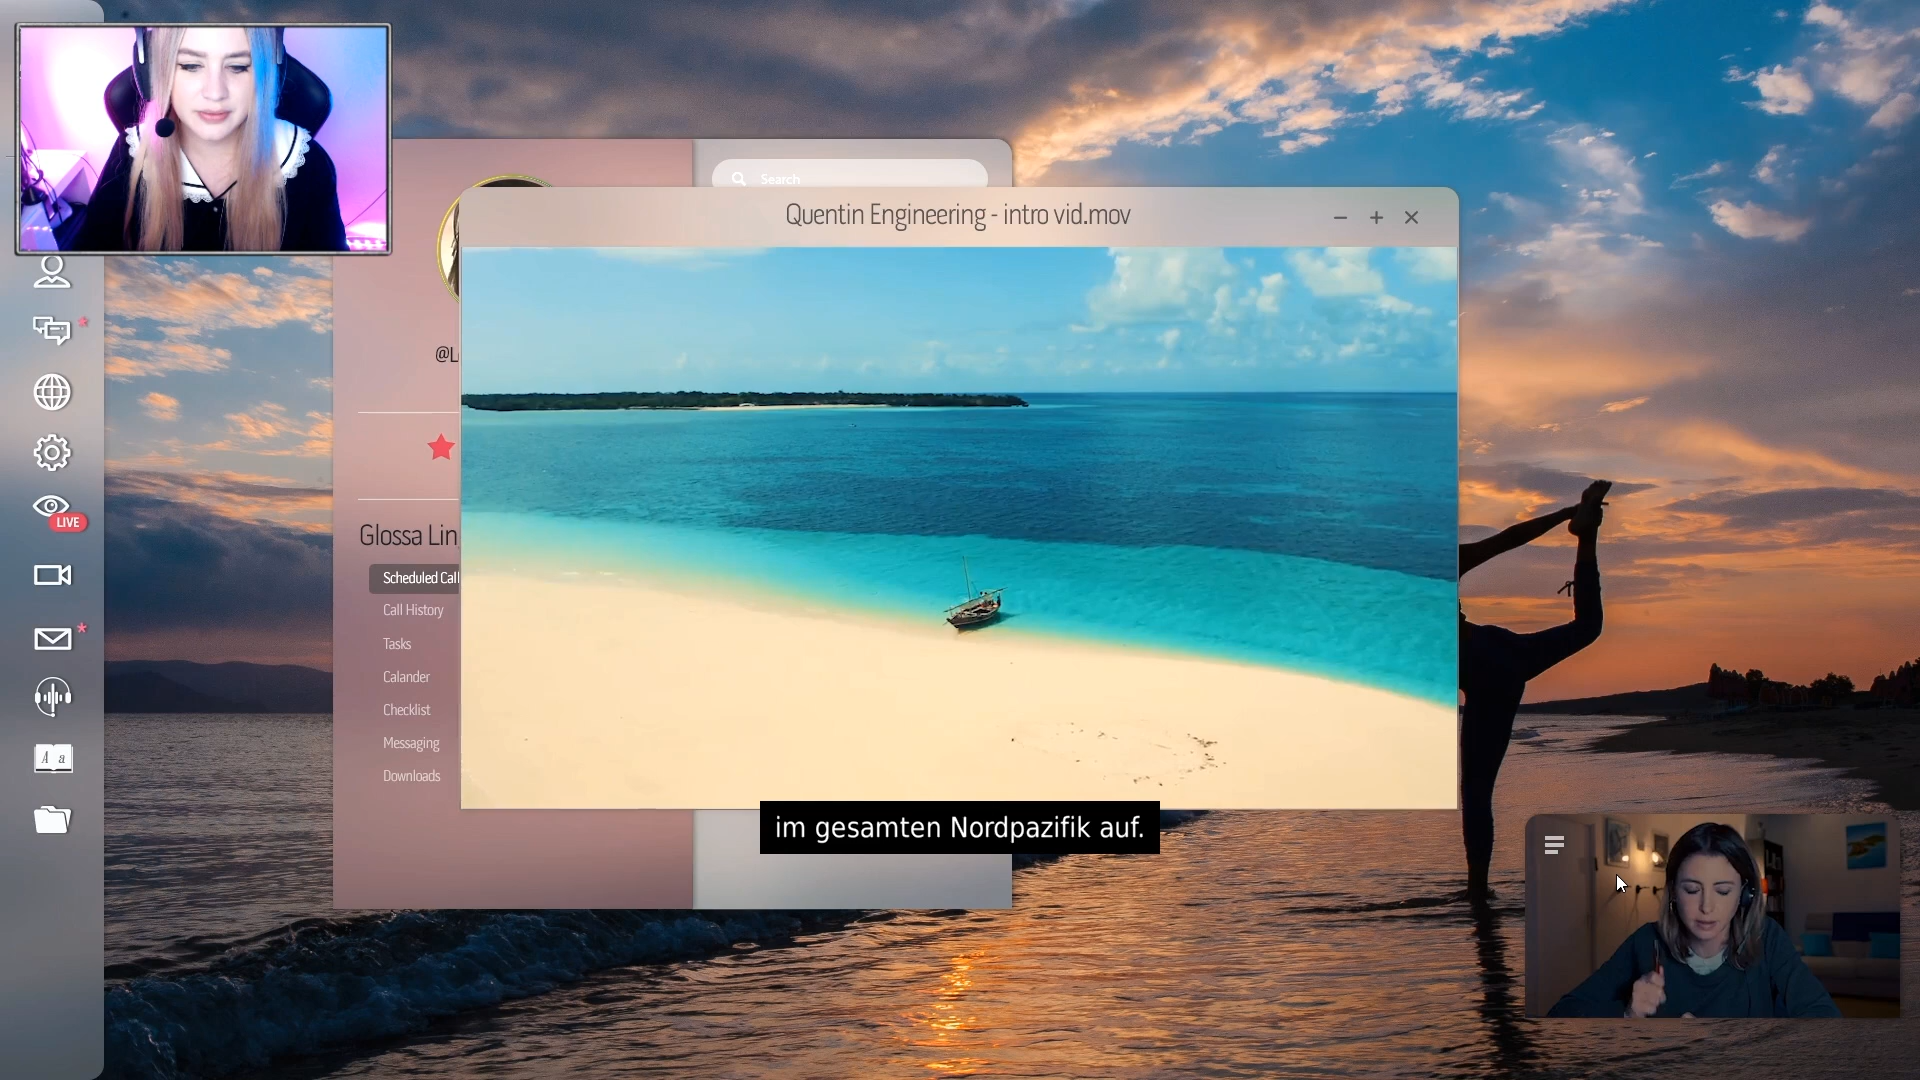 Search
Quentin Engineering - intro vid.mov
@L
LIVE
Glossa Lin
Scheduled Call
Call History
Tasks
Calander
Checklist
Messaging
Downloads
A a
im gesamten Nordpazifik auf.